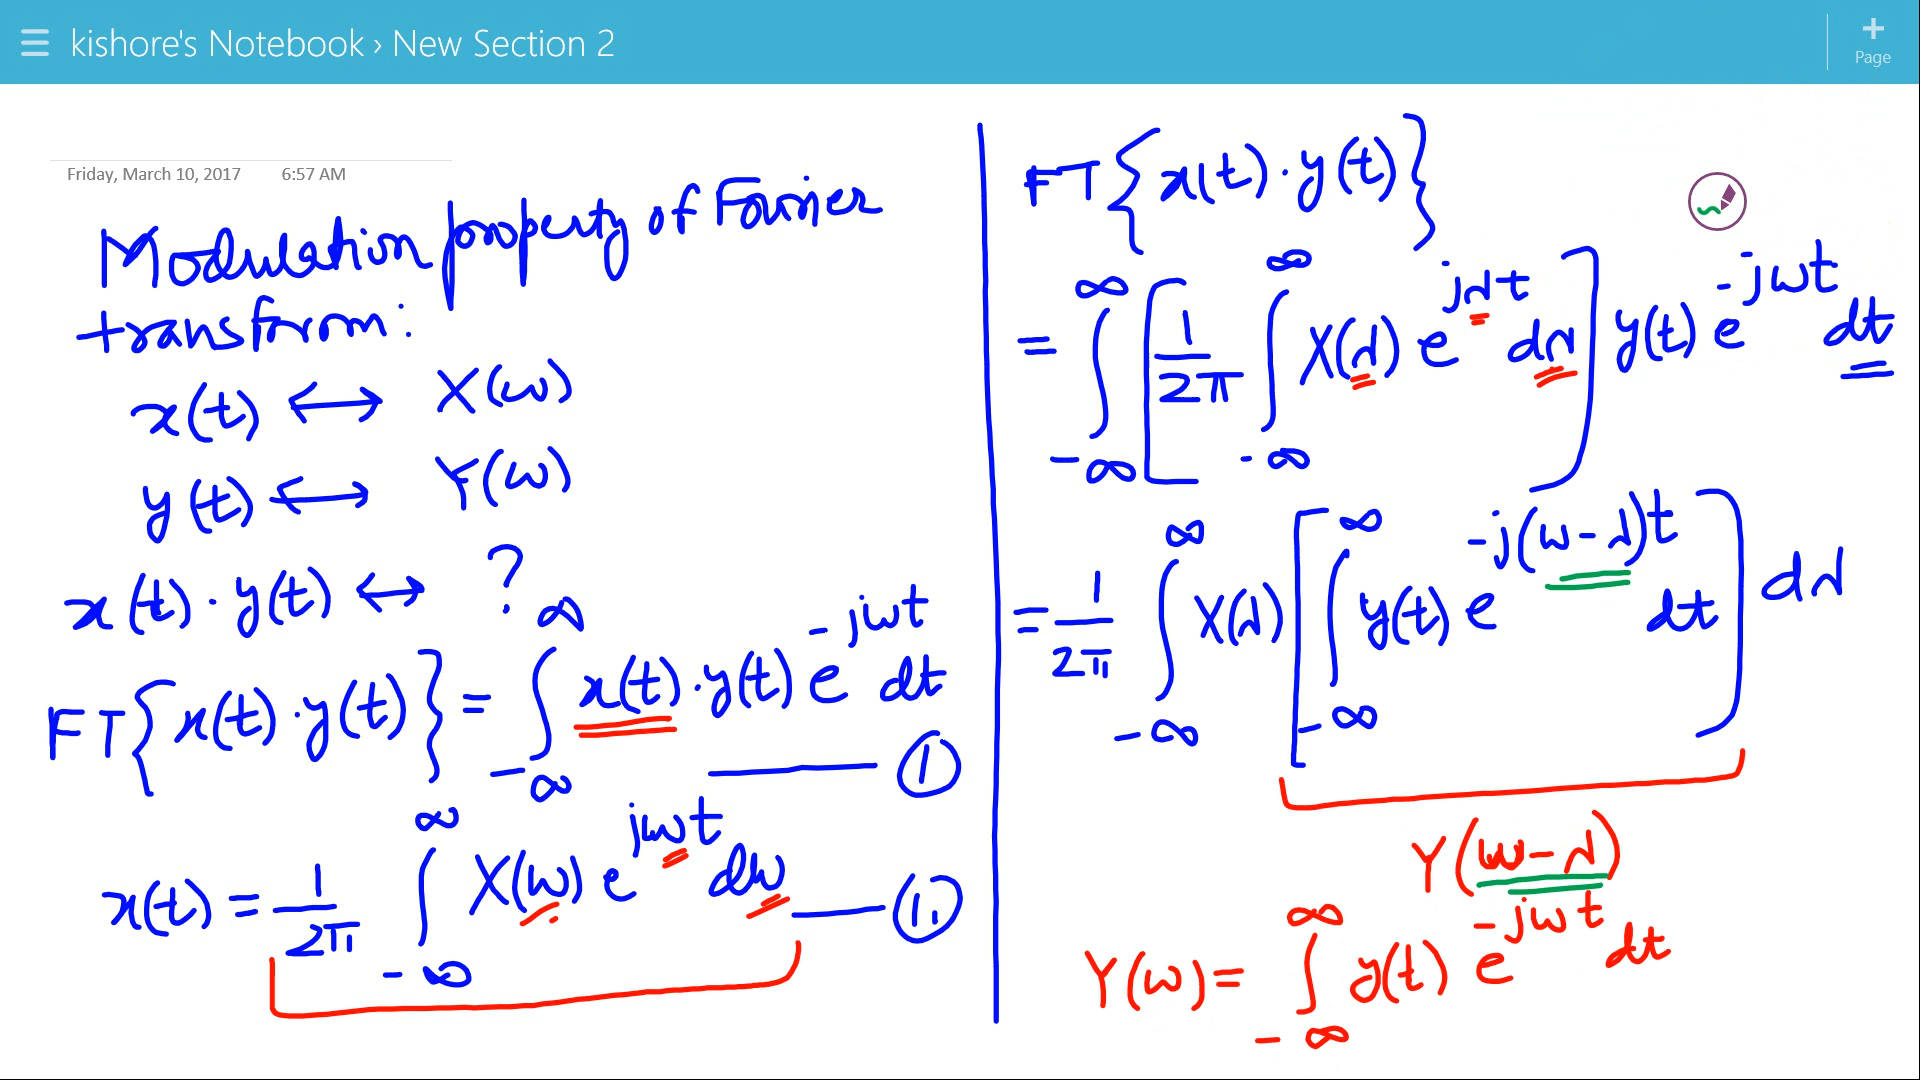 kishore's Notebook › New Section 2
+
Page
Friday, March 10, 2017 6:57 AM
Modulation property of Fourier
transform:
x(t) ↔ X(ω)
y(t) ↔ Y(ω)
x(t)·y(t) ↔ ?
FT{x(t)·y(t)} = ∫_{-∞}^{∞} x(t)·y(t) e^{-jωt} dt —— (I)
x(t) = 1/2π ∫_{-∞}^{∞} X(ω) e^{jωt} dω —— (II)
FT{x(t)·y(t)}
= ∫_{-∞}^{∞} [1/2π ∫_{-∞}^{∞} X(λ) e^{jλt} dλ] y(t) e^{-jωt} dt
= 1/2π ∫_{-∞}^{∞} X(λ) [∫_{-∞}^{∞} y(t) e^{-j(ω-λ)t} dt] dλ
Y(ω-λ)
Y(ω) = ∫_{-∞}^{∞} y(t) e^{-jωt} dt